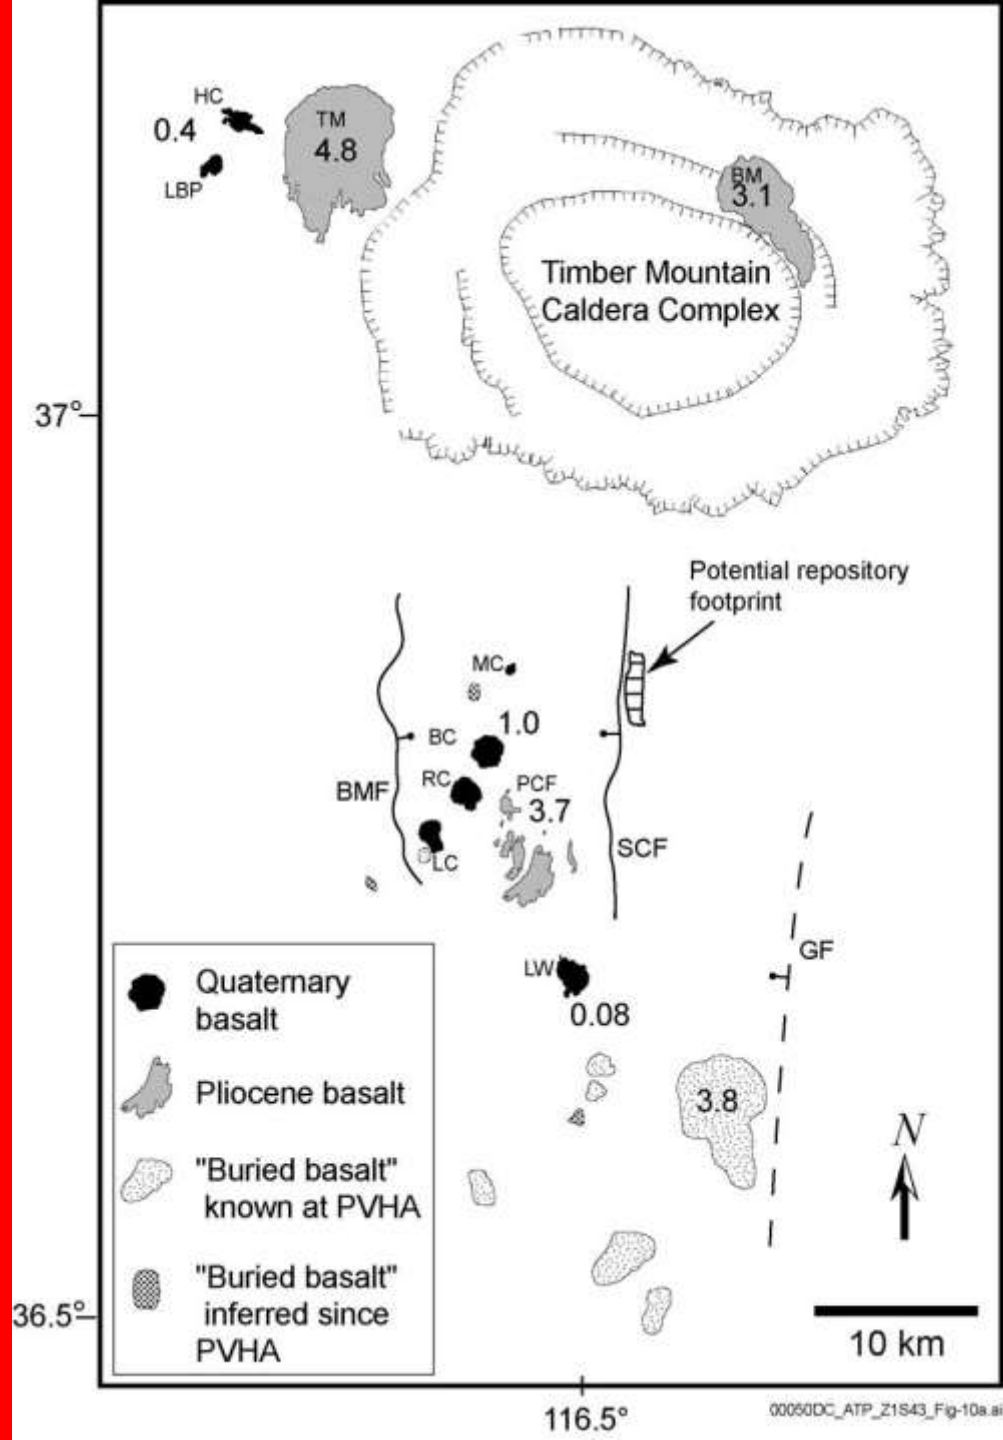 HC
0.4
LBP
TM
4.8
BM
3.1
Timber Mountain
Caldera Complex
37°
Potential repository
footprint
MC
1.0
BC
RC
PCF
3.7
BMF
LC
SCF
GF
LW
0.08
3.8
Quaternary
basalt
Pliocene basalt
"Buried basalt"
known at PVHA
"Buried basalt"
inferred since
PVHA
N
36.5°
10 km
116.5°
00050DC_ATP_Z1S43_Fig-10a.ai